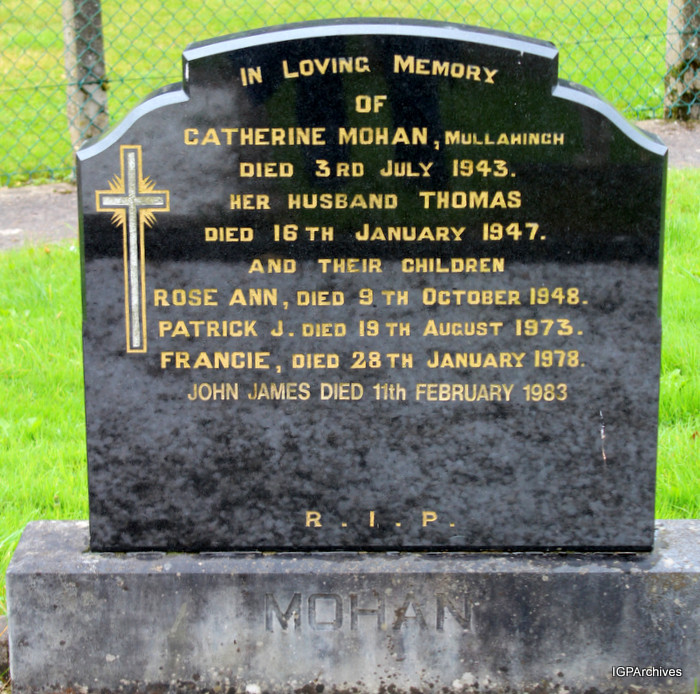 IN LOVING MEMORY
OF
CATHERINE MOHAN, MULLAHINCH
DIED 3RD JULY 1943.
HER HUSBAND THOMAS
DIED 16TH JANUARY 1947.
AND THEIR CHILDREN
ROSE ANN, DIED 9TH OCTOBER 1948.
PATRICK J. DIED 19TH AUGUST 1973.
FRANCIE, DIED 28TH JANUARY 1978.
JOHN JAMES DIED 11th FEBRUARY 1983
R . I . P .
MOHAN
IGPArchives